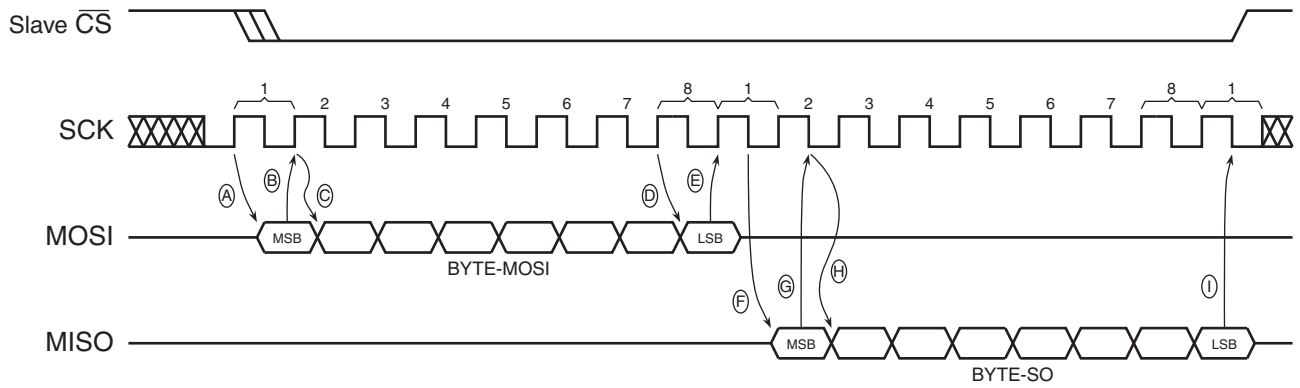 Slave CS
1 2 3 4 5 6 7 8 1 2 3 4 5 6 7 8 1
SCK
A B C D E
MOSI MSB LSB
BYTE-MOSI
F G H I
MISO MSB LSB
BYTE-SO